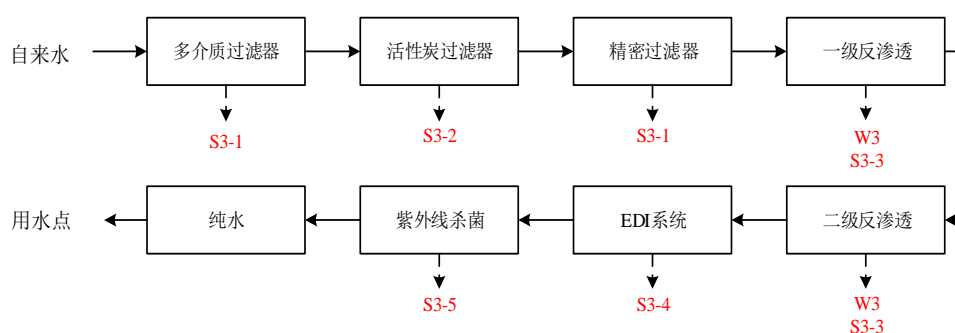 自来水
多介质过滤器
活性炭过滤器
精密过滤器
一级反渗透
S3-1
S3-2
S3-1
W3
S3-3
用水点
纯水
紫外线杀菌
EDI系统
二级反渗透
S3-5
S3-4
W3
S3-3